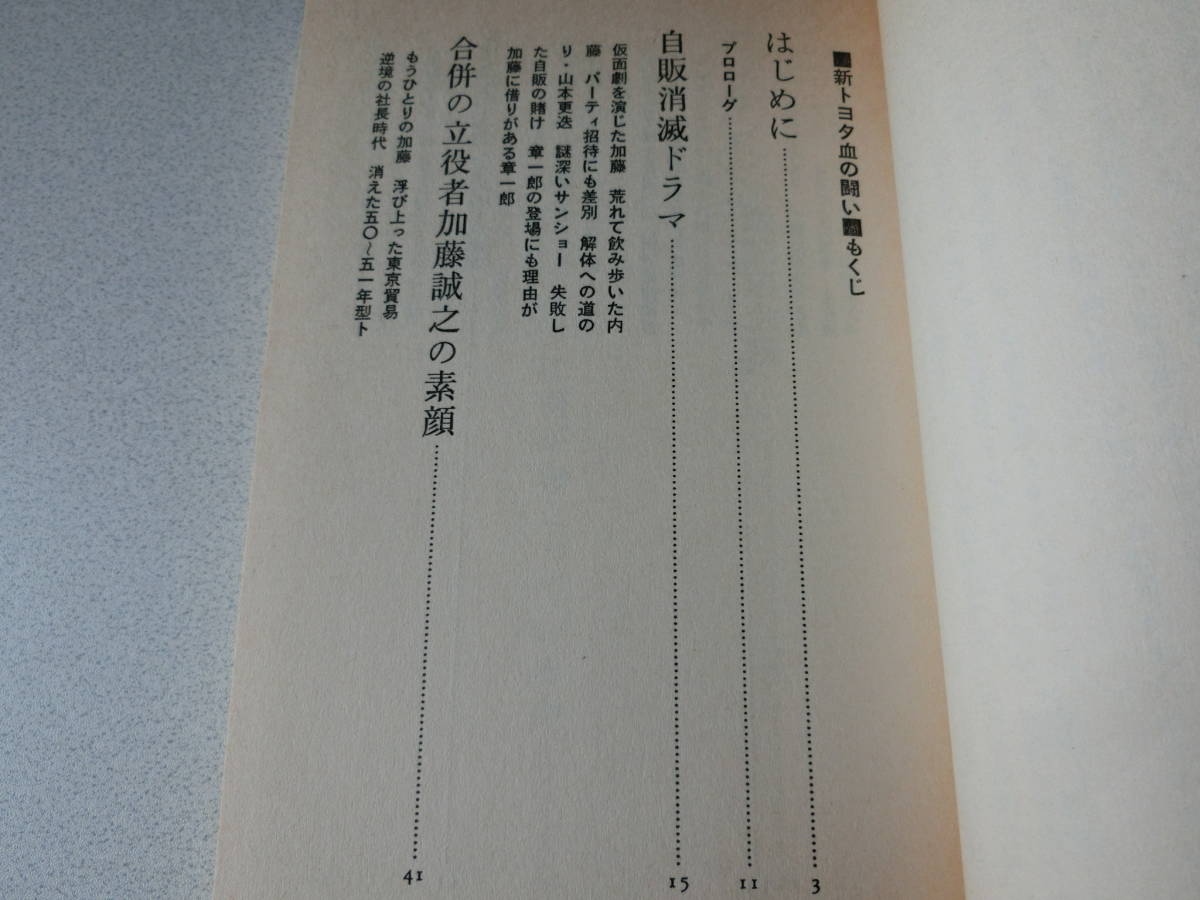 ■新トヨタ血の闘い■もくじ
はじめに……3
プロローグ……11
自販消滅ドラマ……15
仮面劇を演じた加藤　荒れて飲み歩いた内
藤　パーティ招待にも差別　解体への道の
り・山本更迭　謎深いサンショー　失敗し
た自販の賭け　章一郎の登場にも理由が
加藤に借りがある章一郎
合併の立役者加藤誠之の素顔……41
もうひとりの加藤　浮び上った東京貿易
逆境の社長時代　消えた五〇～五一年型ト